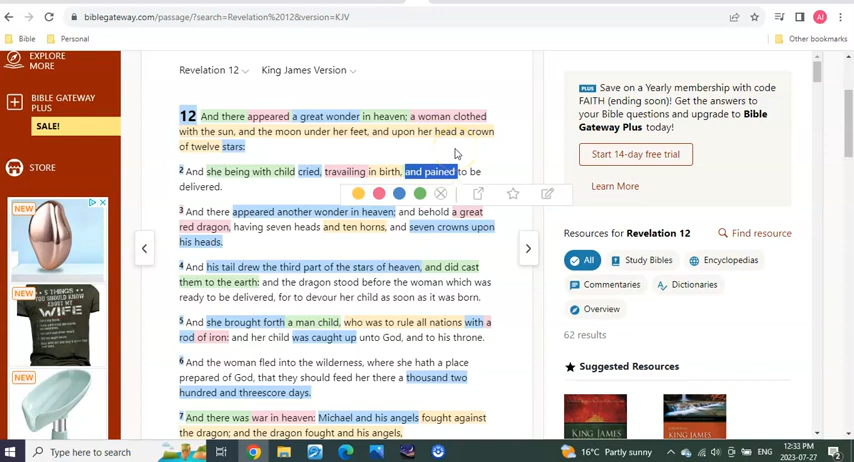 biblegateway.com/passage/?search=Revelation%2012&version=KJV
Bible
Personal
Other bookmarks
EXPLORE
MORE
BIBLE GATEWAY
PLUS
SALE!
STORE
NEW
NEW
5 THINGS
YOU SHOULD KNOW
ABOUT MY
WIFE
NEW
Revelation 12
King James Version
12 And there appeared a great wonder in heaven; a woman clothed
with the sun, and the moon under her feet, and upon her head a crown
of twelve stars:
2 And she being with child cried, travailing in birth, and pained to be
delivered.
3 And there appeared another wonder in heaven; and behold a great
red dragon, having seven heads and ten horns, and seven crowns upon
his heads.
4 And his tail drew the third part of the stars of heaven, and did cast
them to the earth: and the dragon stood before the woman which was
ready to be delivered, for to devour her child as soon as it was born.
5 And she brought forth a man child, who was to rule all nations with a
rod of iron: and her child was caught up unto God, and to his throne.
6 And the woman fled into the wilderness, where she hath a place
prepared of God, that they should feed her there a thousand two
hundred and threescore days.
7 And there was war in heaven: Michael and his angels fought against
the dragon; and the dragon fought and his angels,
PLUS Save on a Yearly membership with code
FAITH (ending soon)! Get the answers to
your Bible questions and upgrade to Bible
Gateway Plus today!
Start 14-day free trial
Learn More
Resources for Revelation 12
Find resource
All
Study Bibles
Encyclopedias
Commentaries
Dictionaries
Overview
62 results
Suggested Resources
KING JAMES
KING JAMES
Type here to search
16°C Partly sunny
ENG
12:33 PM
2023-07-27
2